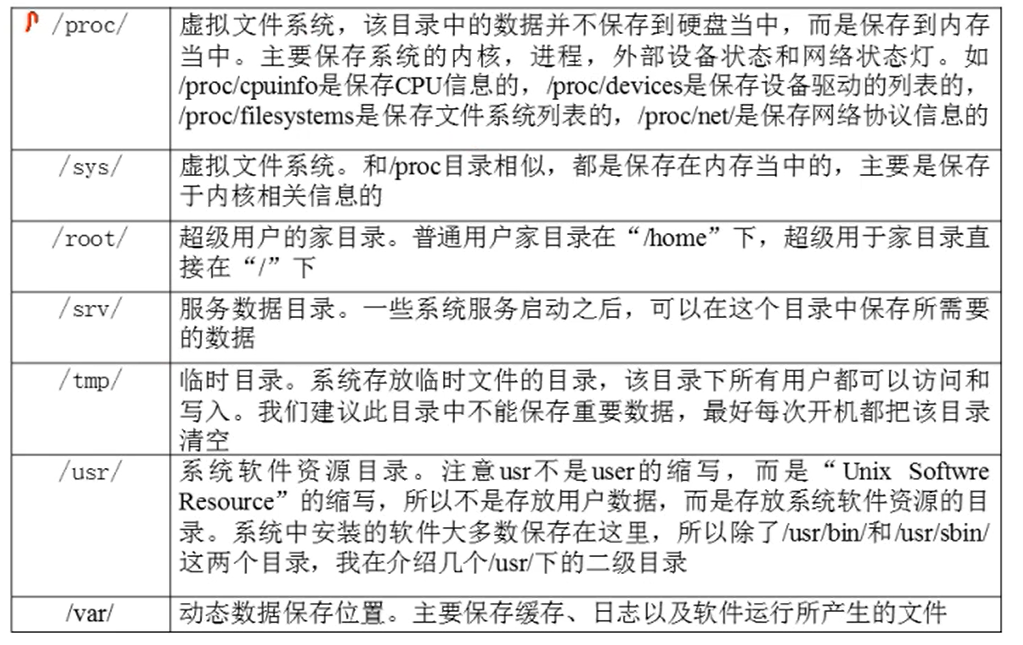 /proc/
虚拟文件系统，该目录中的数据并不保存到硬盘当中，而是保存到内存
当中。主要保存系统的内核，进程，外部设备状态和网络状态灯。如
/proc/cpuinfo是保存CPU信息的，/proc/devices是保存设备驱动的列表的，
/proc/filesystems是保存文件系统列表的，/proc/net/是保存网络协议信息的
/sys/
虚拟文件系统。和/proc目录相似，都是保存在内存当中的，主要是保存
于内核相关信息的
/root/
超级用户的家目录。普通用户家目录在“/home”下，超级用于家目录直
接在“/”下
/srv/
服务数据目录。一些系统服务启动之后，可以在这个目录中保存所需要
的数据
/tmp/
临时目录。系统存放临时文件的目录，该目录下所有用户都可以访问和
写入。我们建议此目录中不能保存重要数据，最好每次开机都把该目录
清空
/usr/
系统软件资源目录。注意usr不是user的缩写，而是“Unix Softwre
Resource”的缩写，所以不是存放用户数据，而是存放系统软件资源的目
录。系统中安装的软件大多数保存在这里，所以除了/usr/bin/和/usr/sbin/
这两个目录，我在介绍几个/usr/下的二级目录
/var/
动态数据保存位置。主要保存缓存、日志以及软件运行所产生的文件